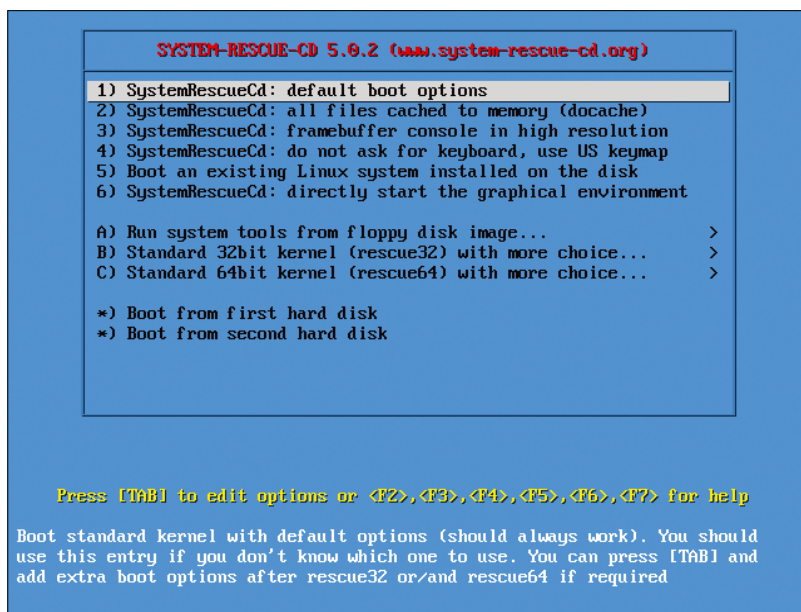 SYSTEM-RESCUE-CD 5.0.2 (www.system-rescue-cd.org)
1) SystemRescueCd: default boot options
2) SystemRescueCd: all files cached to memory (docache)
3) SystemRescueCd: framebuffer console in high resolution
4) SystemRescueCd: do not ask for keyboard, use US keymap
5) Boot an existing Linux system installed on the disk
6) SystemRescueCd: directly start the graphical environment
A) Run system tools from floppy disk image... >
B) Standard 32bit kernel (rescue32) with more choice... >
C) Standard 64bit kernel (rescue64) with more choice... >
*) Boot from first hard disk
*) Boot from second hard disk
Press [TAB] to edit options or <F2>,<F3>,<F4>,<F5>,<F6>,<F7> for help
Boot standard kernel with default options (should always work). You should
use this entry if you don't know which one to use. You can press [TAB] and
add extra boot options after rescue32 or/and rescue64 if required